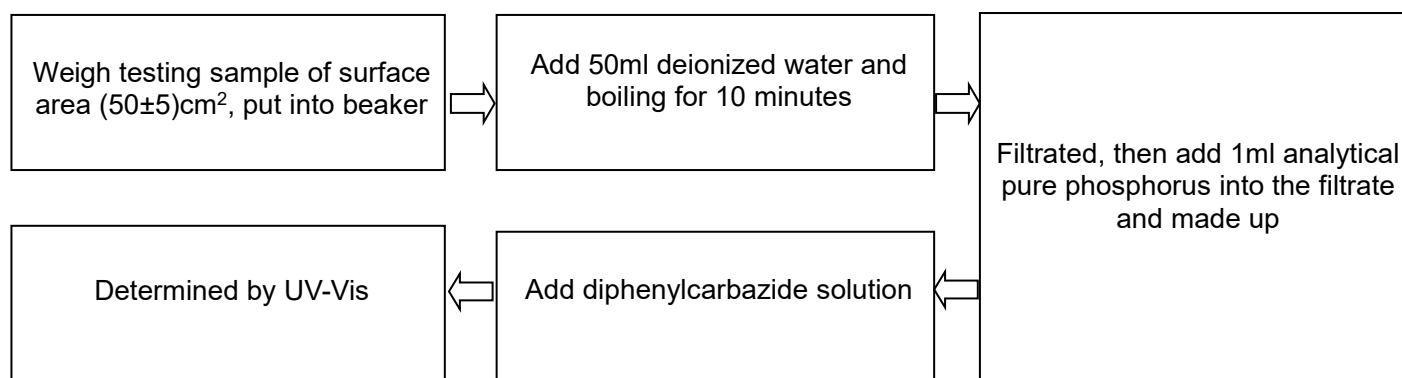 Weigh testing sample of surface
area (50±5)cm², put into beaker
Add 50ml deionized water and
boiling for 10 minutes
Filtrated, then add 1ml analytical
pure phosphorus into the filtrate
and made up
Add diphenylcarbazide solution
Determined by UV-Vis